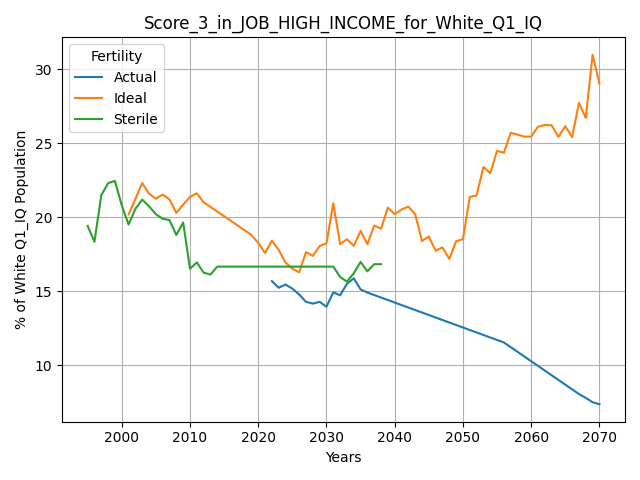 Score_3_in_JOB_HIGH_INCOME_for_White_Q1_IQ
% of White Q1_IQ Population
30
25
20
15
10
Fertility
Actual
Ideal
Sterile
2000 2010 2020 2030 2040 2050 2060 2070
Years